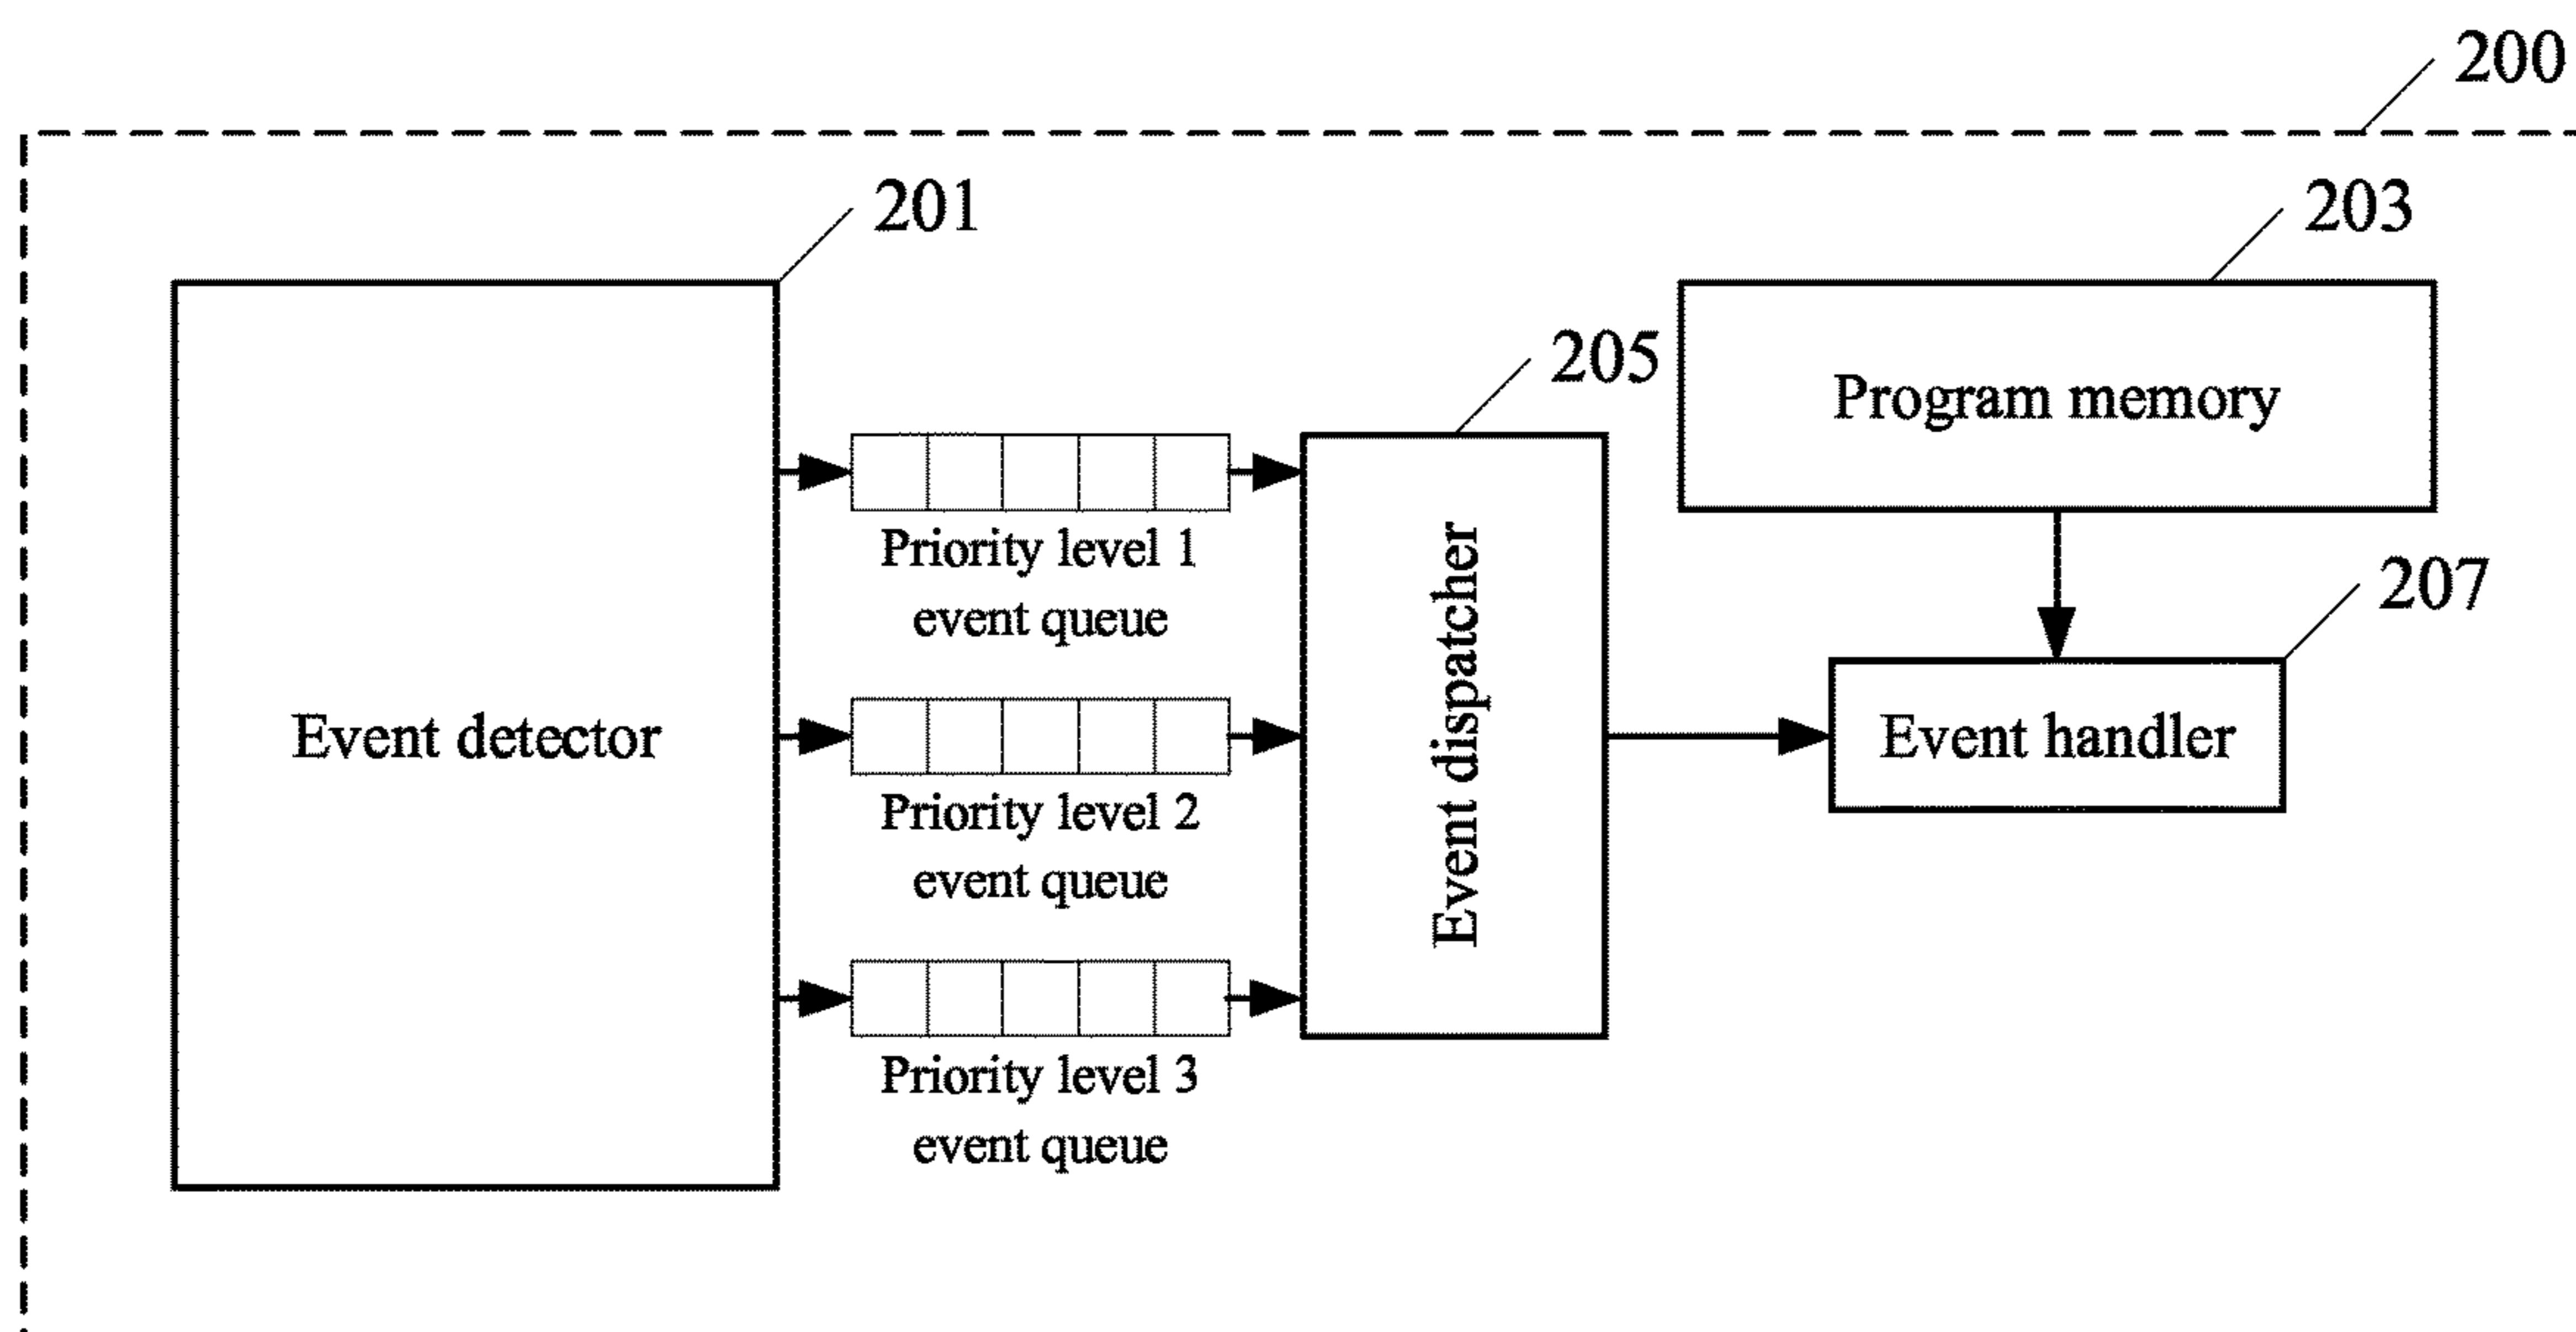 200
201
203
205
Program memory
Priority level 1
event queue
207
Event detector
Event dispatcher
Event handler
Priority level 2
event queue
Priority level 3
event queue